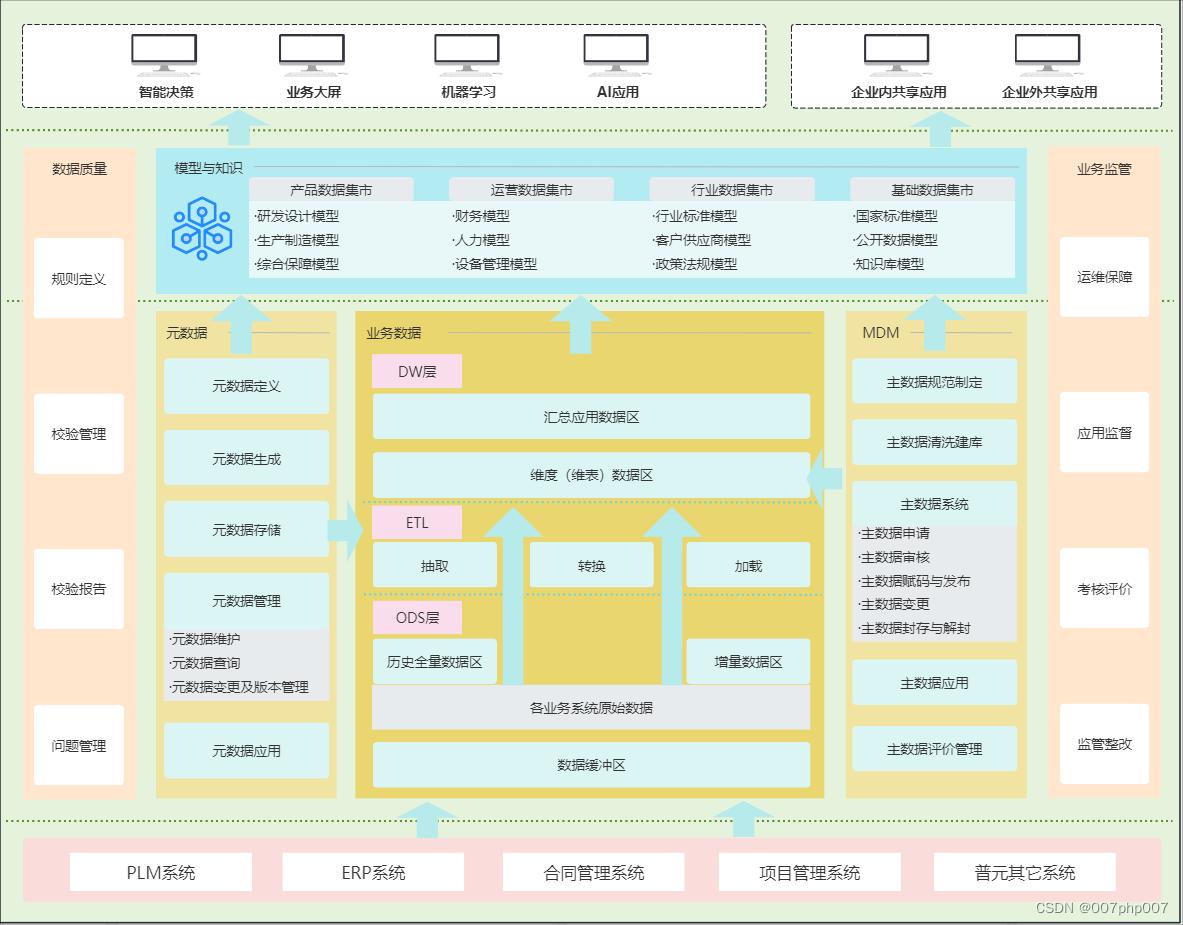 智能决策
业务大屏
机器学习
AI应用
企业内共享应用
企业外共享应用
数据质量
规则定义
校验管理
校验报告
问题管理
模型与知识
产品数据集市
·研发设计模型
·生产制造模型
·综合保障模型
运营数据集市
·财务模型
·人力模型
·设备管理模型
行业数据集市
·行业标准模型
·客户供应商模型
·政策法规模型
基础数据集市
·国家标准模型
·公开数据模型
·知识库模型
元数据
元数据定义
元数据生成
元数据存储
元数据管理
·元数据维护
·元数据查询
·元数据变更及版本管理
元数据应用
业务数据
DW层
汇总应用数据区
维度（维表）数据区
ETL
抽取
转换
加载
ODS层
历史全量数据区
增量数据区
各业务系统原始数据
数据缓冲区
MDM
主数据规范制定
主数据清洗建库
主数据系统
·主数据申请
·主数据审核
·主数据赋码与发布
·主数据变更
·主数据封存与解封
主数据应用
主数据评价管理
业务监管
运维保障
应用监督
考核评价
监管整改
PLM系统
ERP系统
合同管理系统
项目管理系统
普元其它系统
CSDN @007php007